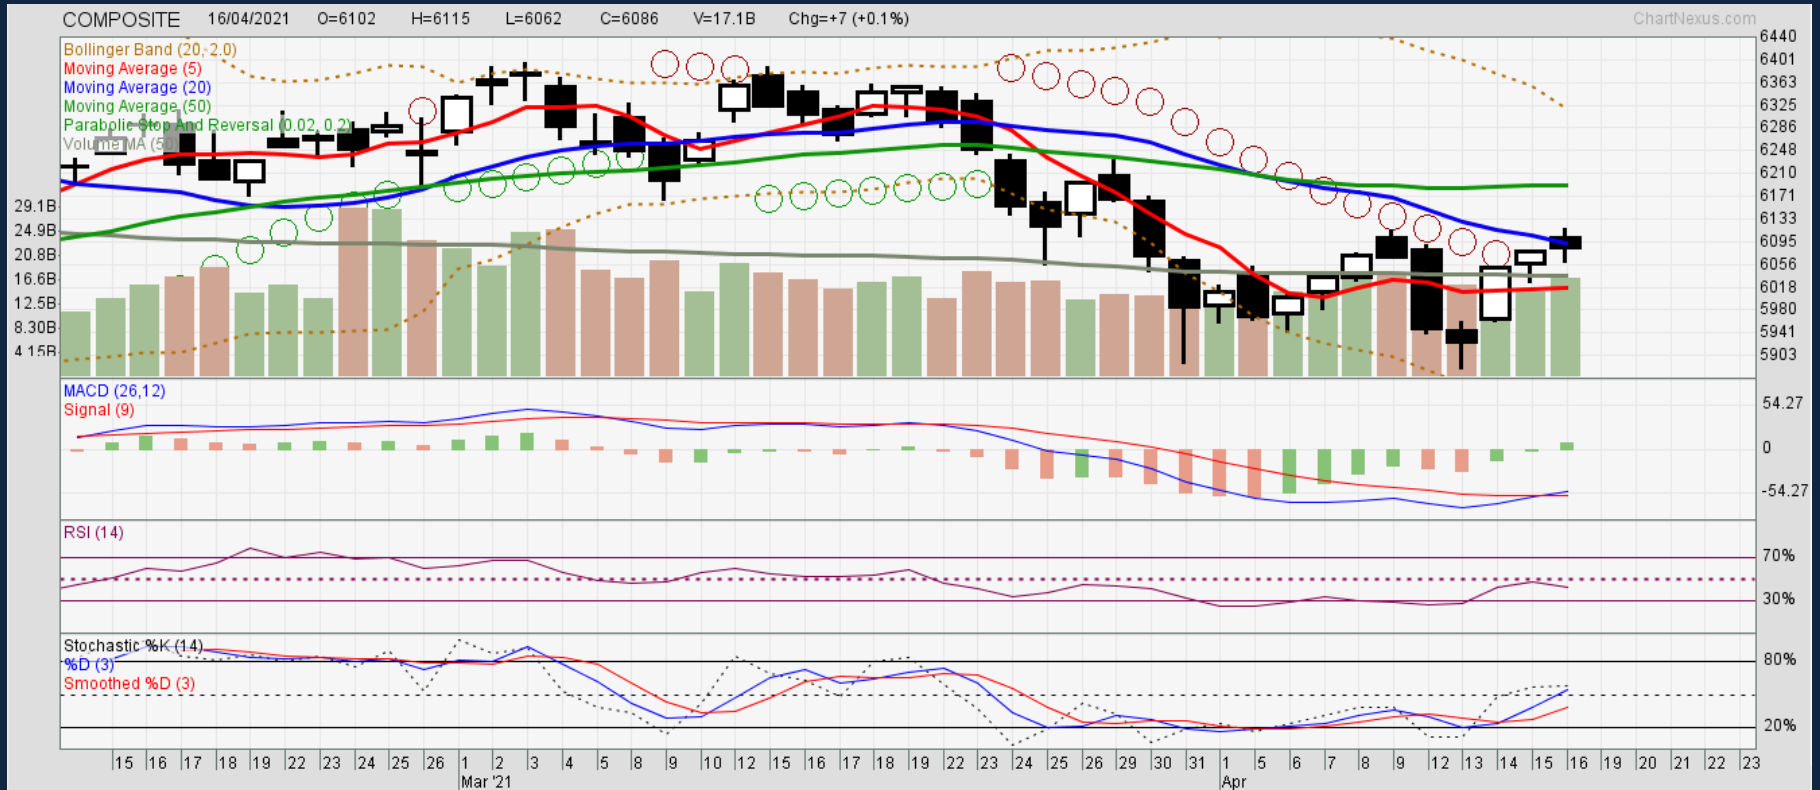 COMPOSITE 16/04/2021 O=6102 H=6115 L=6062 C=6086 V=17.1B Chg=+7 (+0.1%) ChartNexus.com
Bollinger Band (20,-2.0)
Moving Average (5)
Moving Average (20)
Moving Average (50)
Parabolic Stop And Reversal (0.02, 0.2)
Volume MA (50)
6440
6401
6363
6325
6286
6248
6210
6171
6133
6095
6056
6018
5980
5941
5903
29.1B
24.9B
20.8B
16.6B
12.5B
8.30B
4.15B
MACD (26,12)
Signal (9)
54.27
0
-54.27
RSI (14)
70%
30%
Stochastic %K (14)
%D (3)
Smoothed %D (3)
80%
20%
15 16 17 18 19 22 23 24 25 26 1 2 3 4 5 8 9 10 12 15 16 17 18 19 22 23 24 25 26 29 30 31 1 5 6 7 8 9 12 13 14 15 16 19 20 21 22 23
Mar '21 Apr